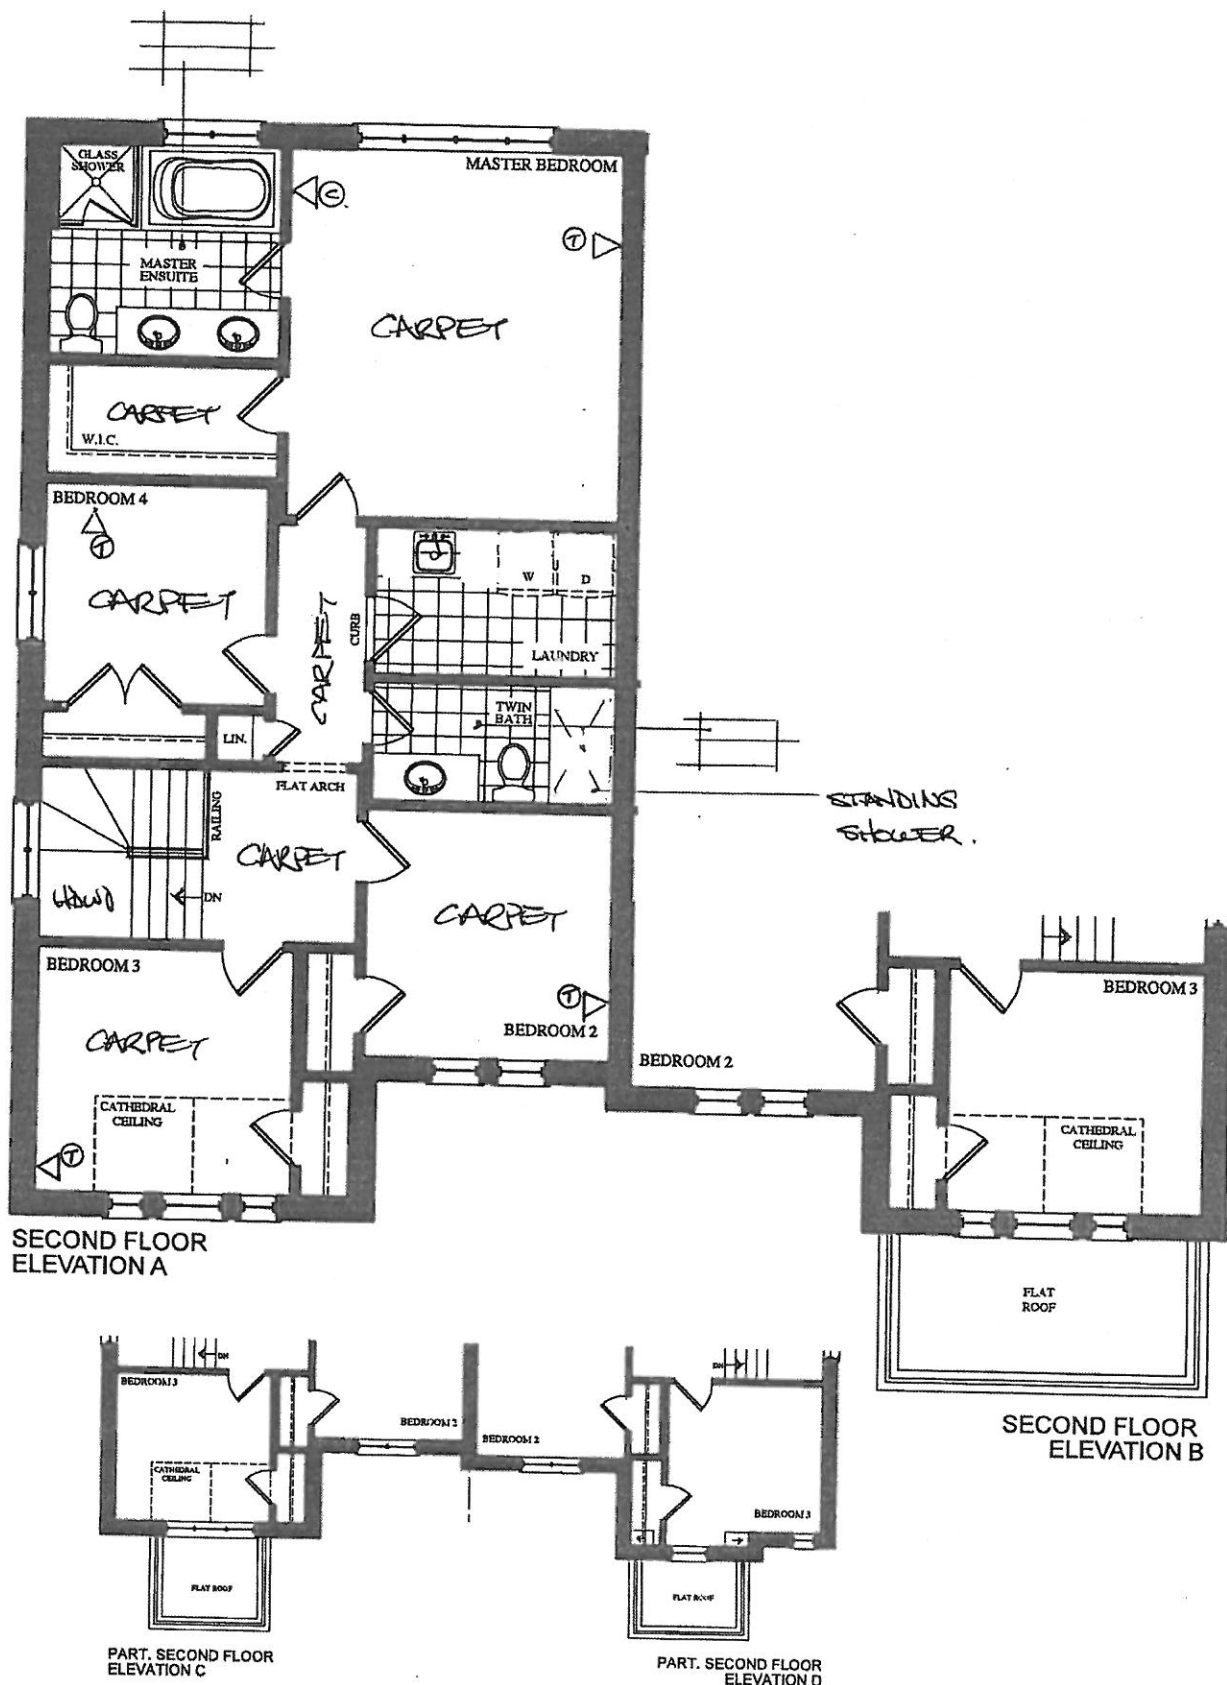 GLASS
SHOWER
MASTER BEDROOM
C
T
MASTER
ENSUITE
CARPET
CARPET
W.I.C.
BEDROOM 4
T
CARPET
W
D
CARPET
CURB
LAUNDRY
TWIN
BATH
LIN.
FLAT ARCH
RAILING
STANDING
SHOWER.
CARPET
DN
CARPET
BEDROOM 3
T
BEDROOM 2
CARPET
CATHEDRAL
CEILING
T
SECOND FLOOR
ELEVATION A
BEDROOM 2
BEDROOM 3
CATHEDRAL
CEILING
FLAT
ROOF
SECOND FLOOR
ELEVATION B
DN
BEDROOM 3
BEDROOM 2
CATHEDRAL
CEILING
FLAT ROOF
PART. SECOND FLOOR
ELEVATION C
DN
BEDROOM 2
BEDROOM 3
FLAT ROOF
PART. SECOND FLOOR
ELEVATION D